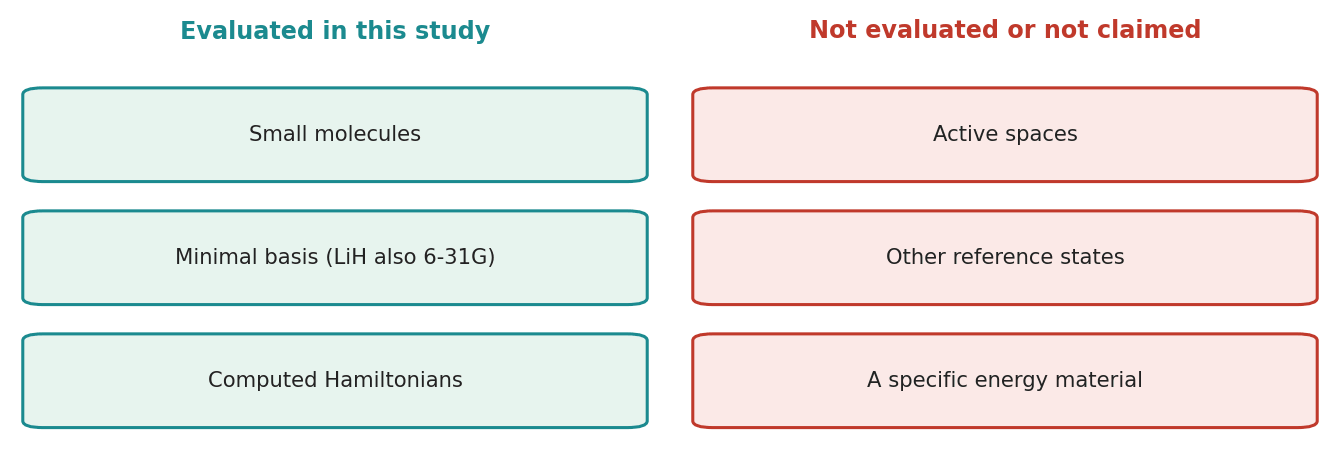 Evaluated in this study
Not evaluated or not claimed
Small molecules
Active spaces
Minimal basis (LiH also 6-31G)
Other reference states
Computed Hamiltonians
A specific energy material